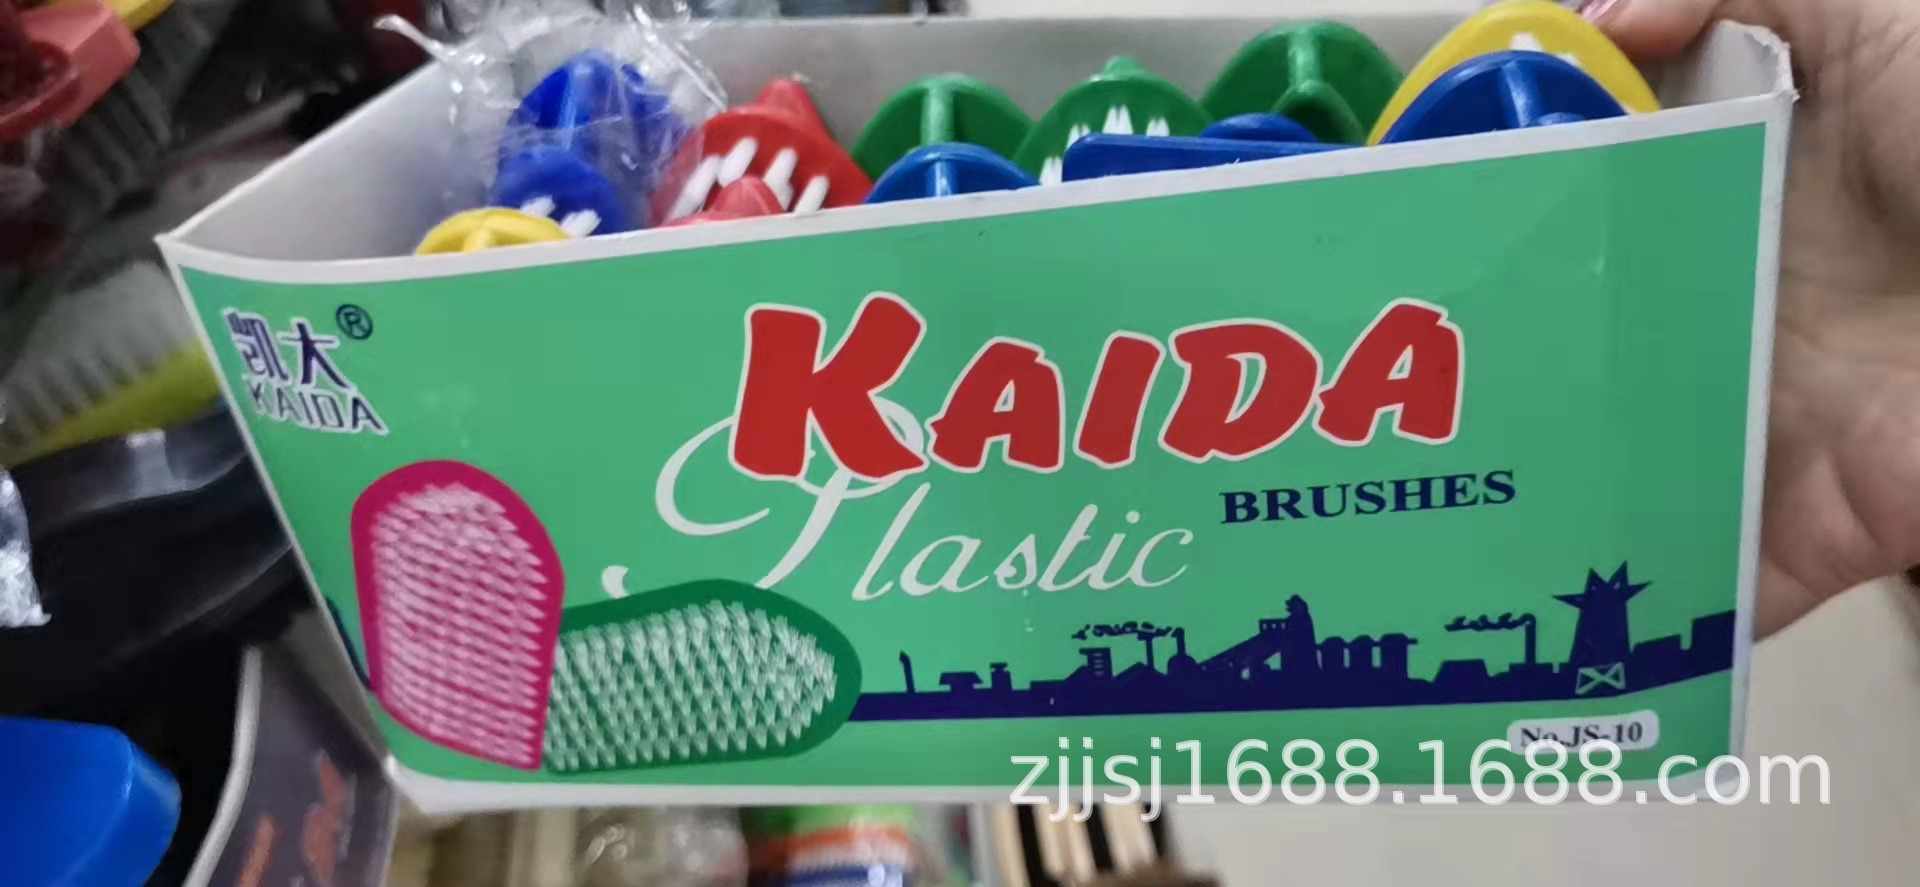 凯大®
KAIDA
KAIDA
Plastic BRUSHES
No.JS-10
zjjsj1688.1688.com